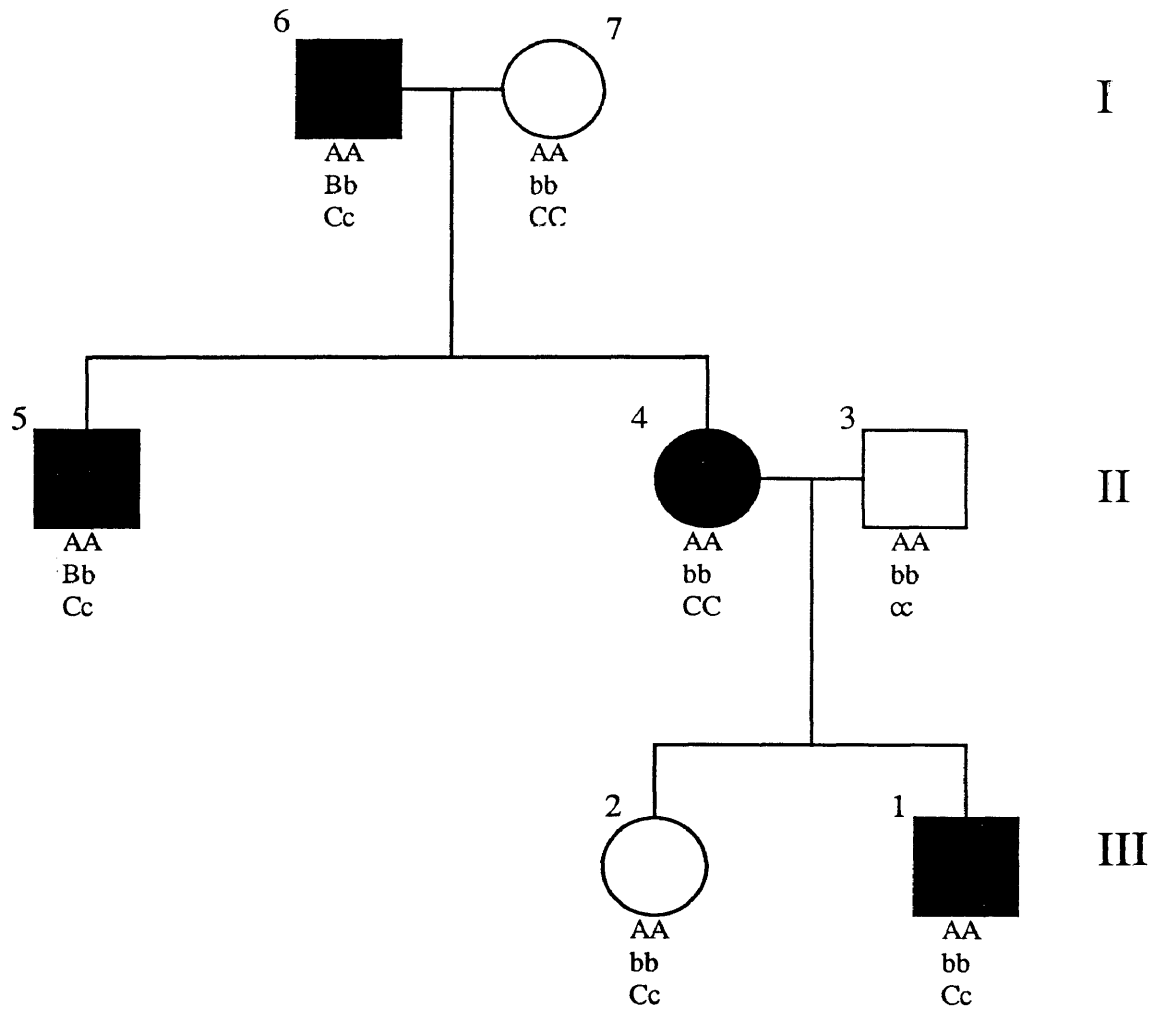 6 7
I
AA AA
Bb bb
Cc CC
5 4 3
II
AA AA AA
Bb bb bb
Cc CC cc
2 1
III
AA AA
bb bb
Cc Cc